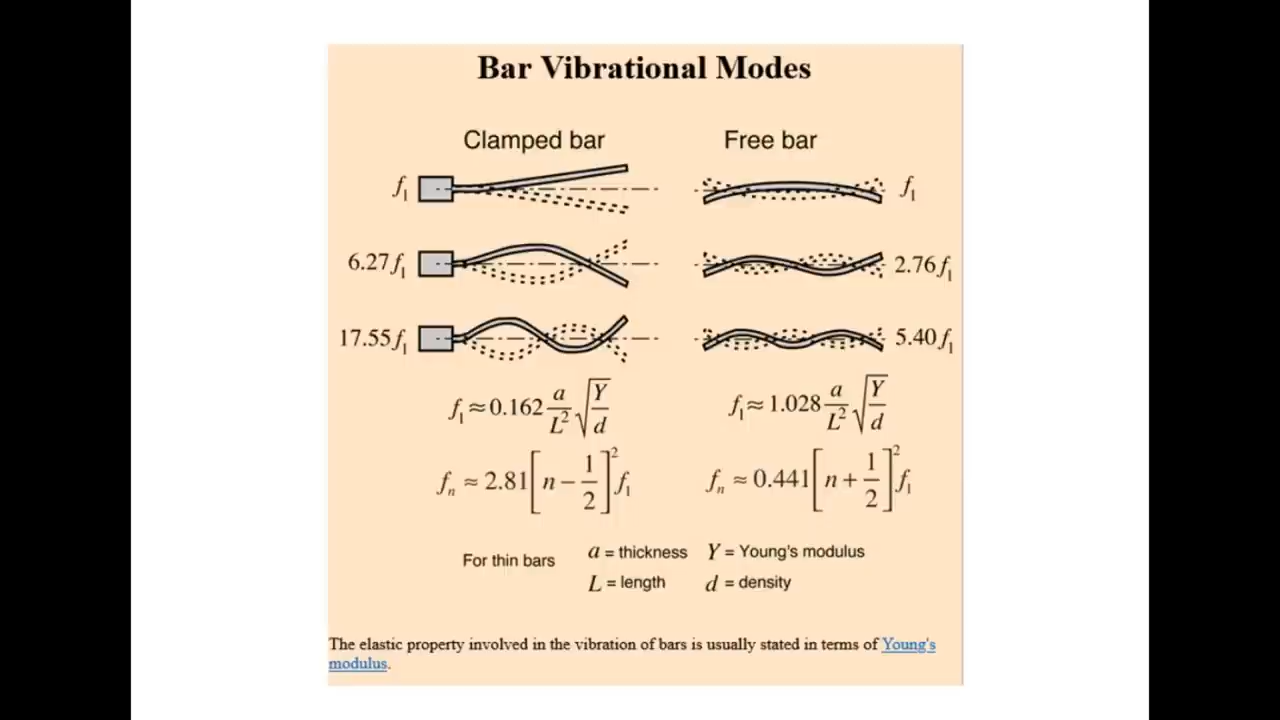 Bar Vibrational Modes
Clamped bar Free bar
f₁ f₁
6.27f₁ 2.76f₁
17.55f₁ 5.40f₁
f₁ ≈ 0.162 a/L² √(Y/d) f₁ ≈ 1.028 a/L² √(Y/d)
fₙ ≈ 2.81[n − 1/2]² f₁ fₙ ≈ 0.441[n + 1/2]² f₁
For thin bars
a = thickness Y = Young's modulus
L = length d = density
The elastic property involved in the vibration of bars is usually stated in terms of Young's
modulus.